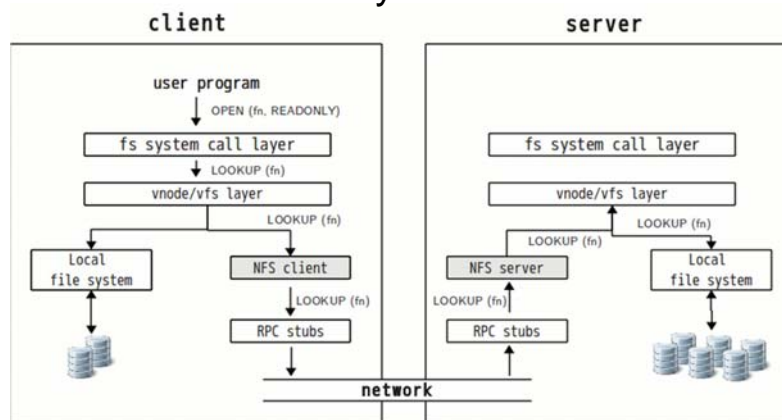 client
server
user program
OPEN (fn, READONLY)
fs system call layer
fs system call layer
LOOKUP (fn)
vnode/vfs layer
vnode/vfs layer
LOOKUP (fn)
LOOKUP (fn)
LOOKUP (fn)
Local
file system
NFS client
NFS server
Local
file system
LOOKUP (fn)
LOOKUP (fn)
RPC stubs
RPC stubs
network